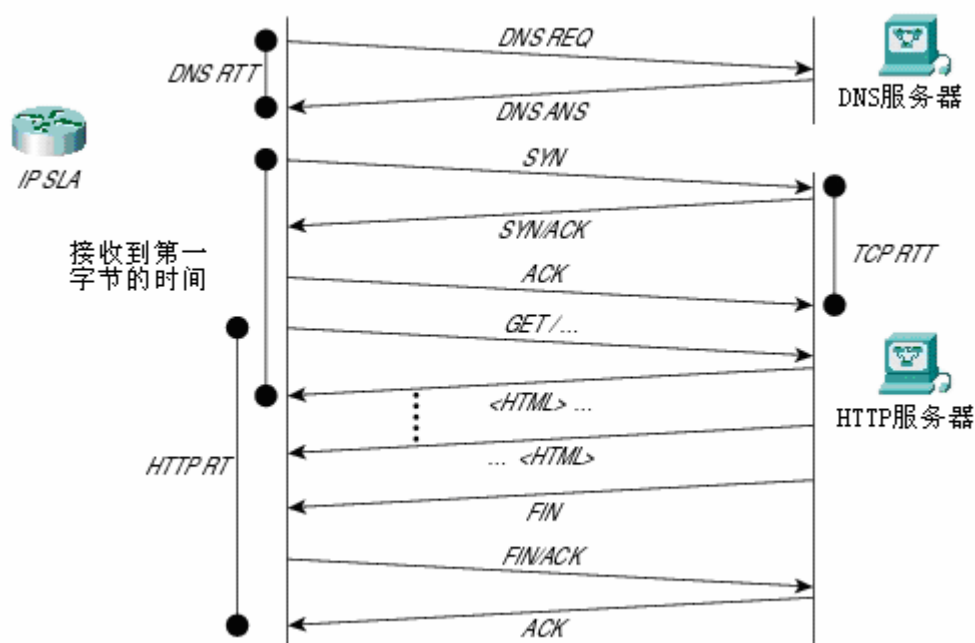 DNS REQ
DNS RTT
DNS ANS
DNS服务器
IP SLA
SYN
SYN/ACK
接收到第一
字节的时间
TCP RTT
ACK
GET / ...
<HTML> ...
HTTP服务器
... <HTML>
HTTP RT
FIN
FIN/ACK
ACK